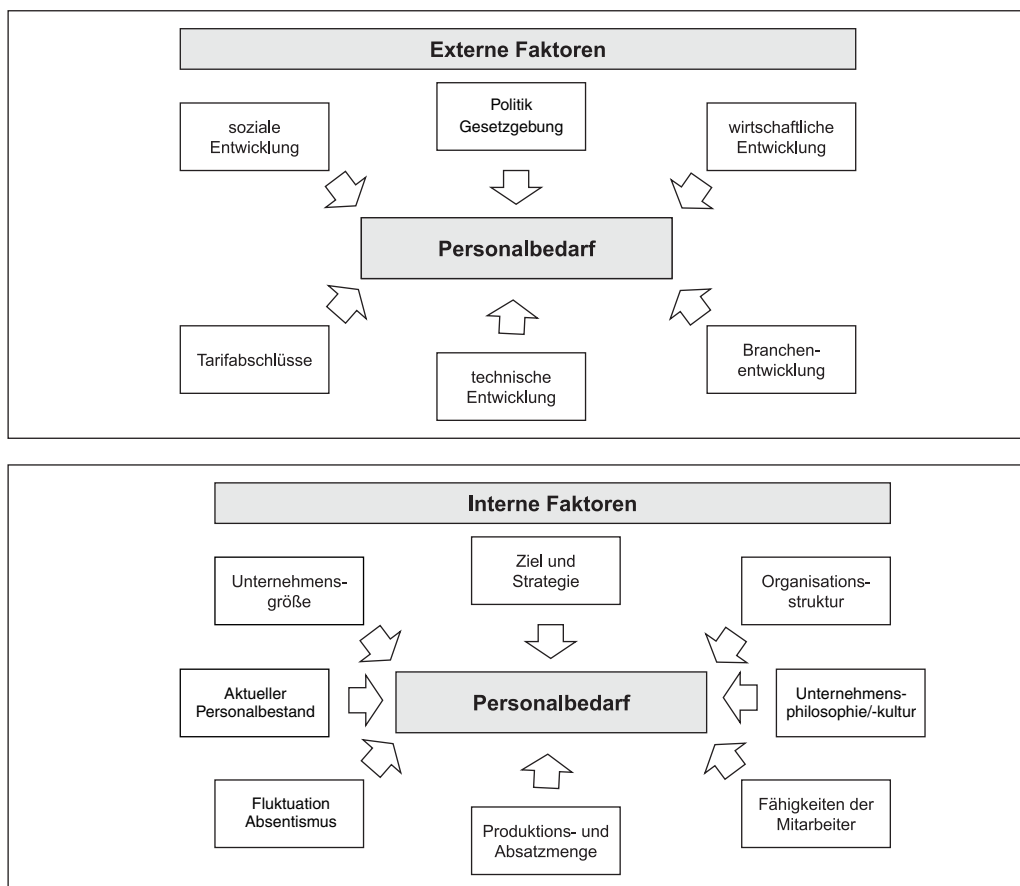 Externe Faktoren
soziale
Entwicklung
Politik
Gesetzgebung
wirtschaftliche
Entwicklung
Personalbedarf
Tarifabschlüsse
technische
Entwicklung
Branchen-
entwicklung
Interne Faktoren
Unternehmens-
größe
Ziel und
Strategie
Organisations-
struktur
Aktueller
Personalbestand
Personalbedarf
Unternehmens-
philosophie/-kultur
Fluktuation
Absentismus
Produktions- und
Absatzmenge
Fähigkeiten der
Mitarbeiter